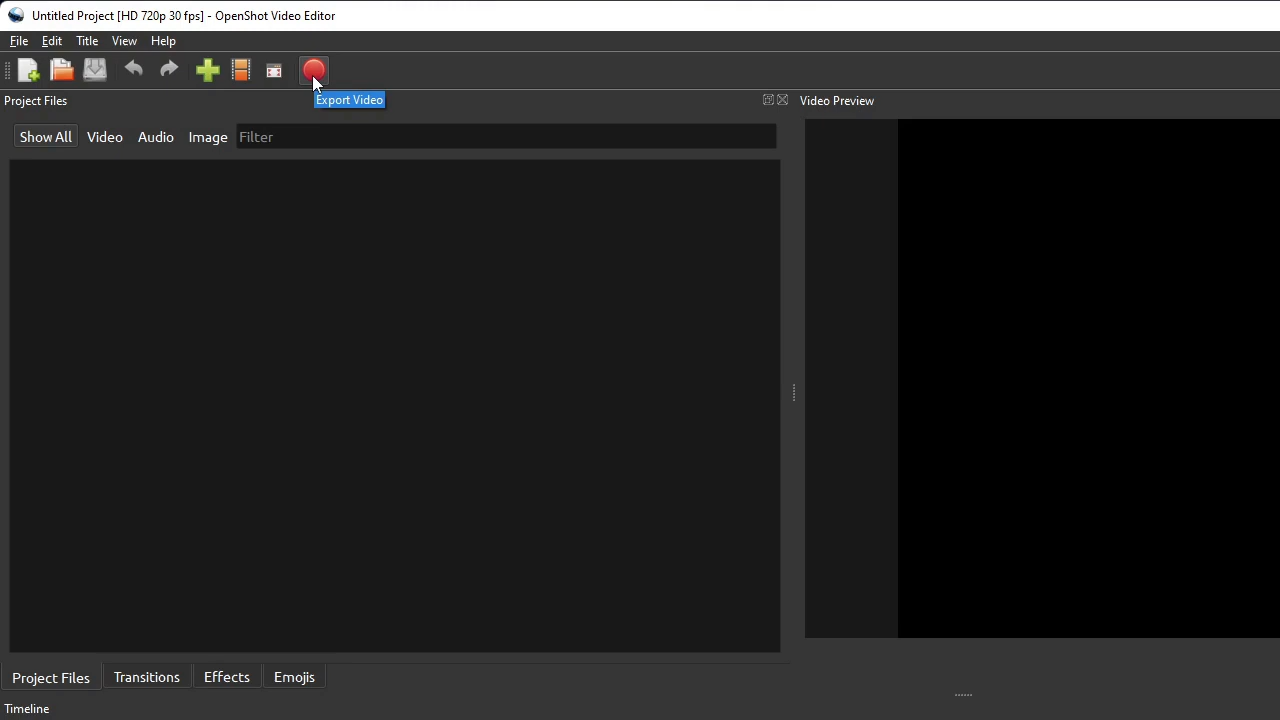 Untitled Project [HD 720p 30 fps] - OpenShot Video Editor
File Edit Title View Help
Export Video
Project Files
Video Preview
Show All Video Audio Image Filter
Project Files Transitions Effects Emojis
Timeline